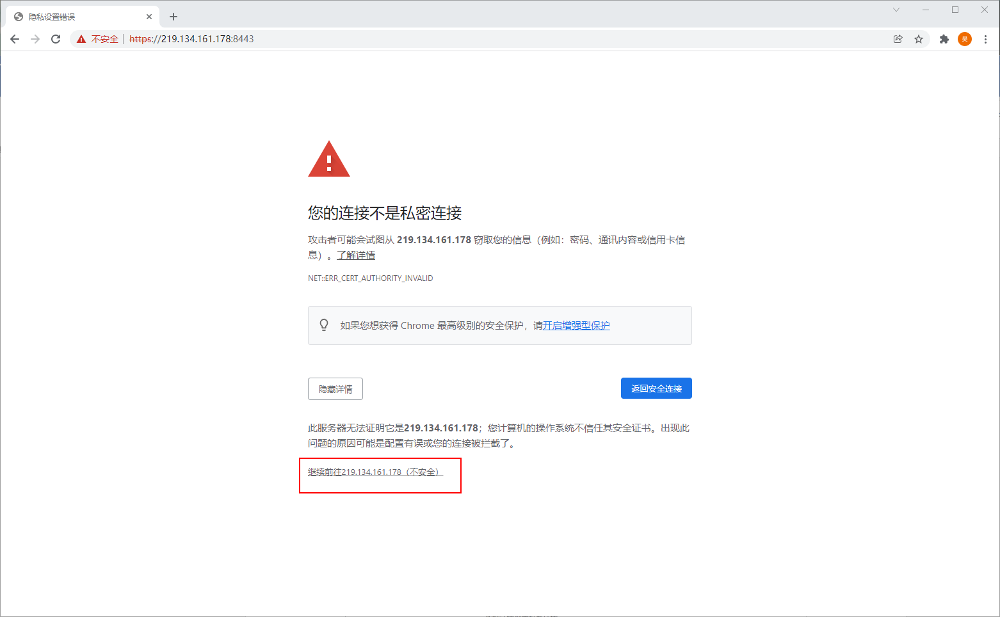 隐私设置错误
不安全 https://219.134.161.178:8443
昊
您的连接不是私密连接
攻击者可能会试图从 219.134.161.178 窃取您的信息（例如：密码、通讯内容或信用卡信
息）。了解详情
NET::ERR_CERT_AUTHORITY_INVALID
如果您想获得 Chrome 最高级别的安全保护，请开启增强型保护
隐藏详情
返回安全连接
此服务器无法证明它是219.134.161.178；您计算机的操作系统不信任其安全证书。出现此
问题的原因可能是配置有误或您的连接被拦截了。
继续前往219.134.161.178（不安全）